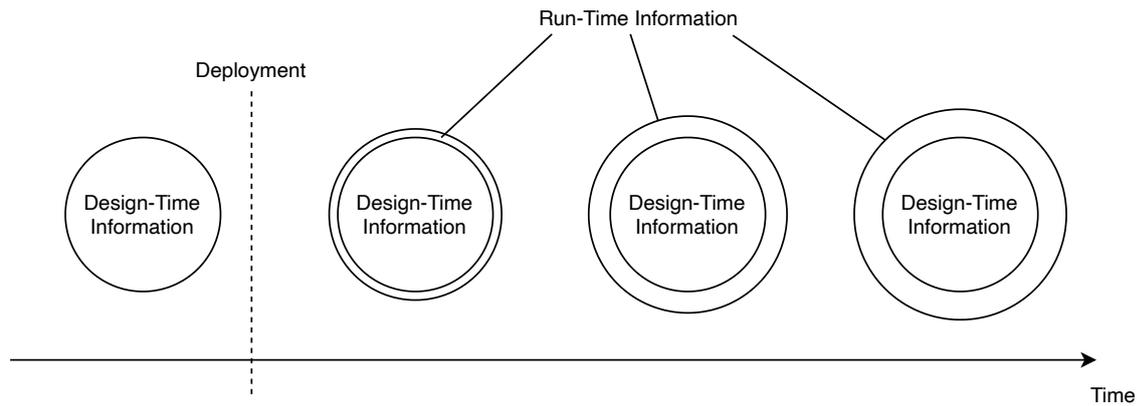 Run-Time Information
Deployment
Design-Time
Information
Design-Time
Information
Design-Time
Information
Design-Time
Information
Time